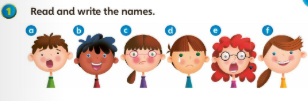 1 Read and write the names.
a b c d e f